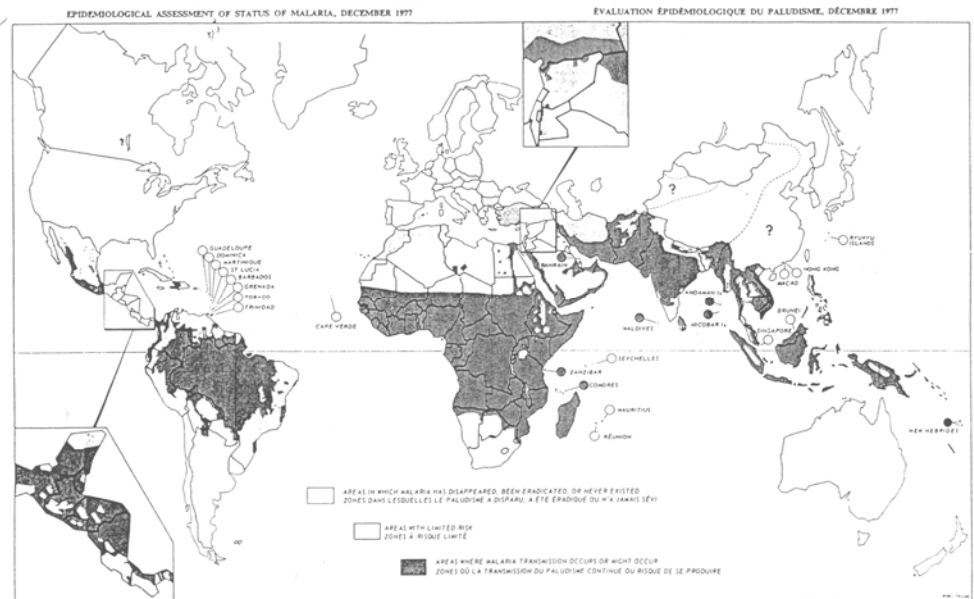 EPIDEMIOLOGICAL ASSESSMENT OF STATUS OF MALARIA, DECEMBER 1977
ÉVALUATION ÉPIDÉMIOLOGIQUE DU PALUDISME, DÉCEMBRE 1977
?
?
GUADELOUPE
DOMINICA
MARTINIQUE
ST LUCIA
BARBADOS
GRENADA
TOBAGO
TRINIDAD
CAPE VERDE
BAHRAIN
RYUKYU
ISLANDS
HONG KONG
MACAO
ANDAMAN Is
NICOBAR Is
MALDIVES
BRUNEI
SINGAPORE
SEYCHELLES
ZANZIBAR
COMORES
MAURITIUS
RÉUNION
NEW HEBRIDES
AREAS IN WHICH MALARIA HAS DISAPPEARED, BEEN ERADICATED, OR NEVER EXISTED
ZONES DANS LESQUELLES LE PALUDISME A DISPARU, A ÉTÉ ÉRADIQUÉ OU N'A JAMAIS SÉVI
AREAS WITH LIMITED RISK
ZONES À RISQUE LIMITÉ
AREAS WHERE MALARIA TRANSMISSION OCCURS OR MIGHT OCCUR
ZONES OÙ LA TRANSMISSION DU PALUDISME CONTINUE OU RISQUE DE SE PRODUIRE